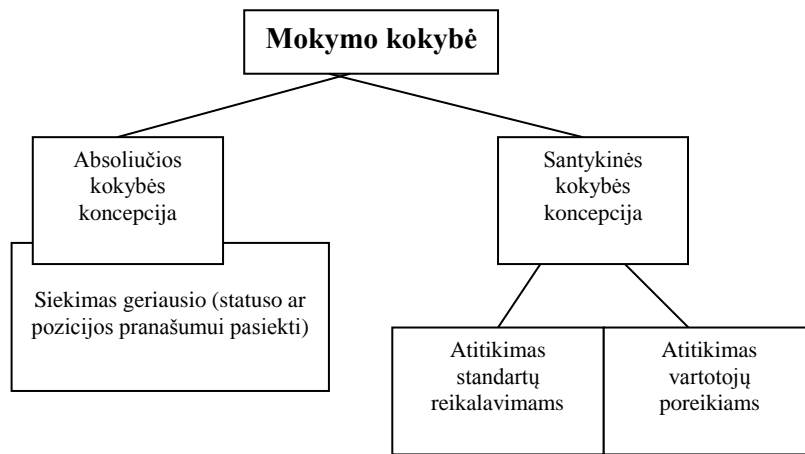 Mokymo kokybė
Absoliučios
kokybės
koncepcija
Santykinės
kokybės
koncepcija
Siekimas geriausio (statuso ar
pozicijos pranašumui pasiekti)
Atitikimas
standartų
reikalavimams
Atitikimas
vartotojų
poreikiams